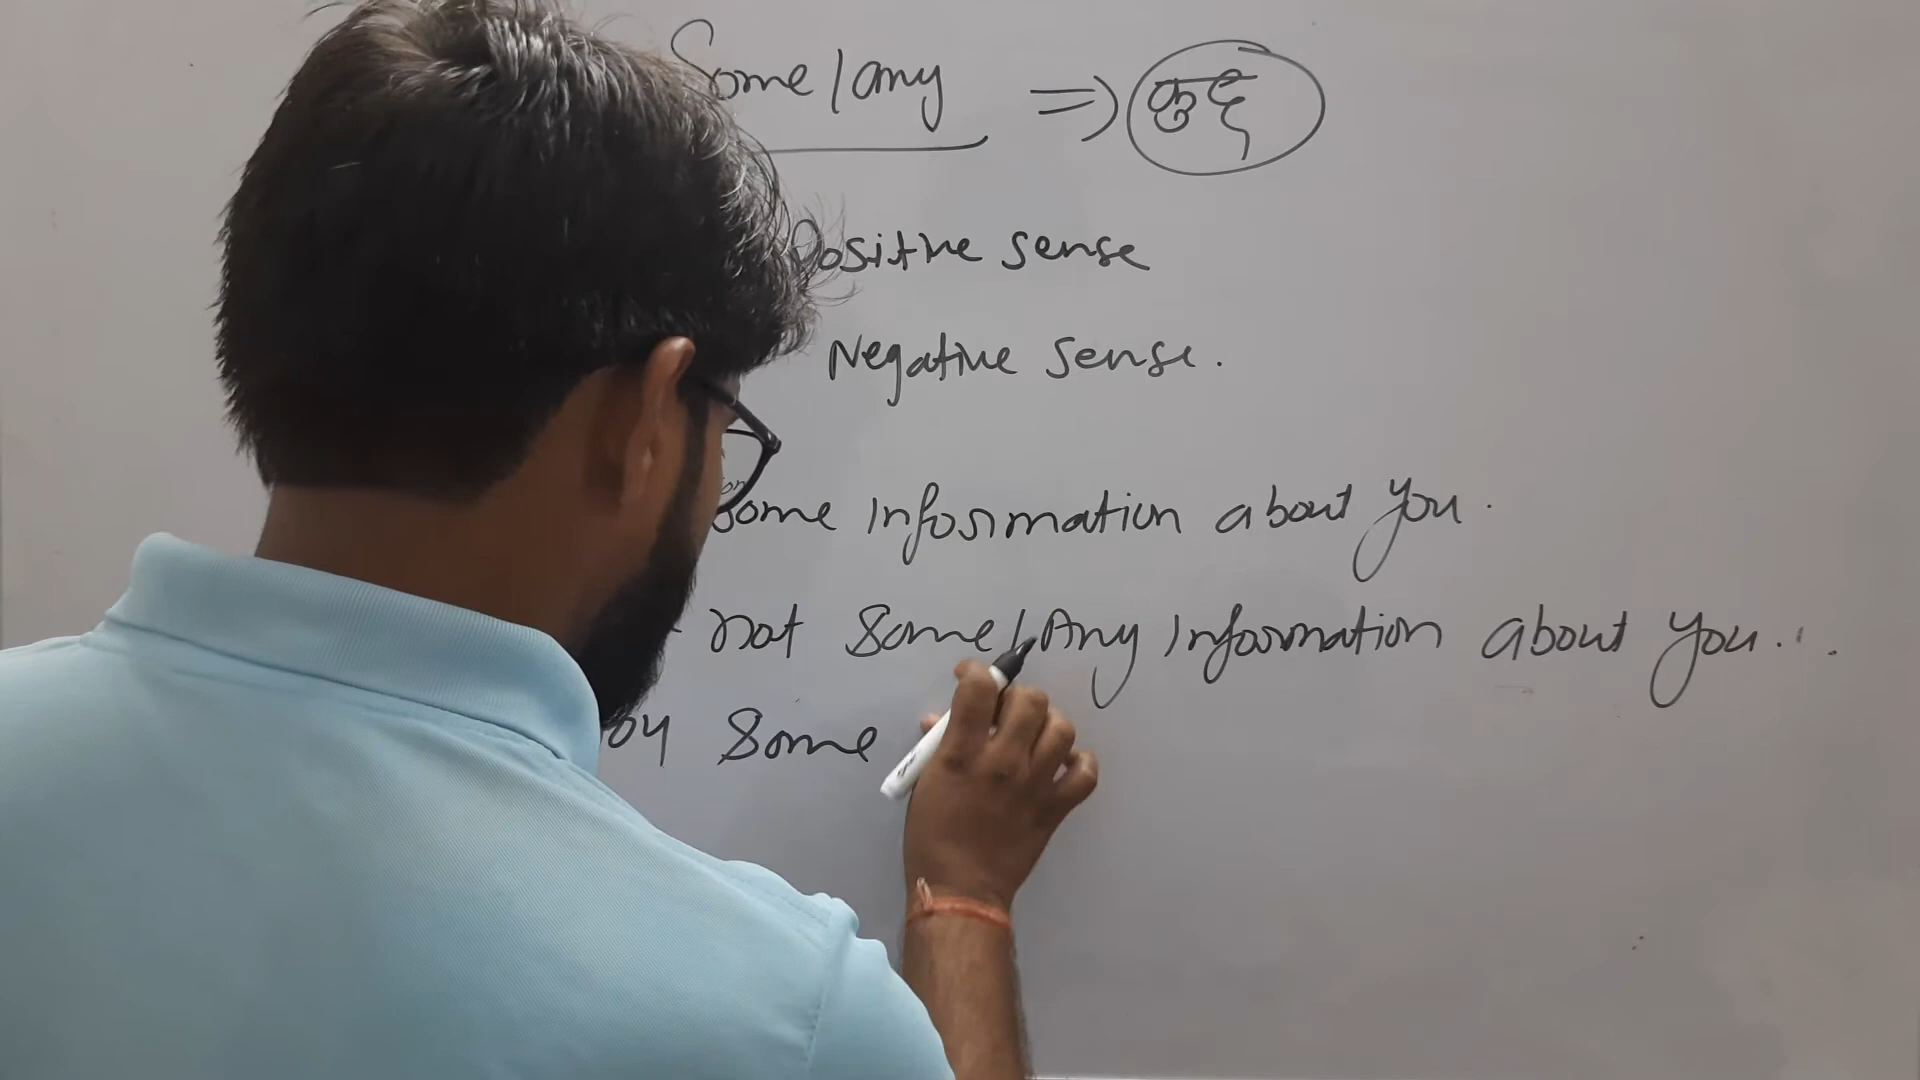 Some/any => कुछ
Positive sense
Negative sense.
Some information about you.
not Some/Any information about you...
Some